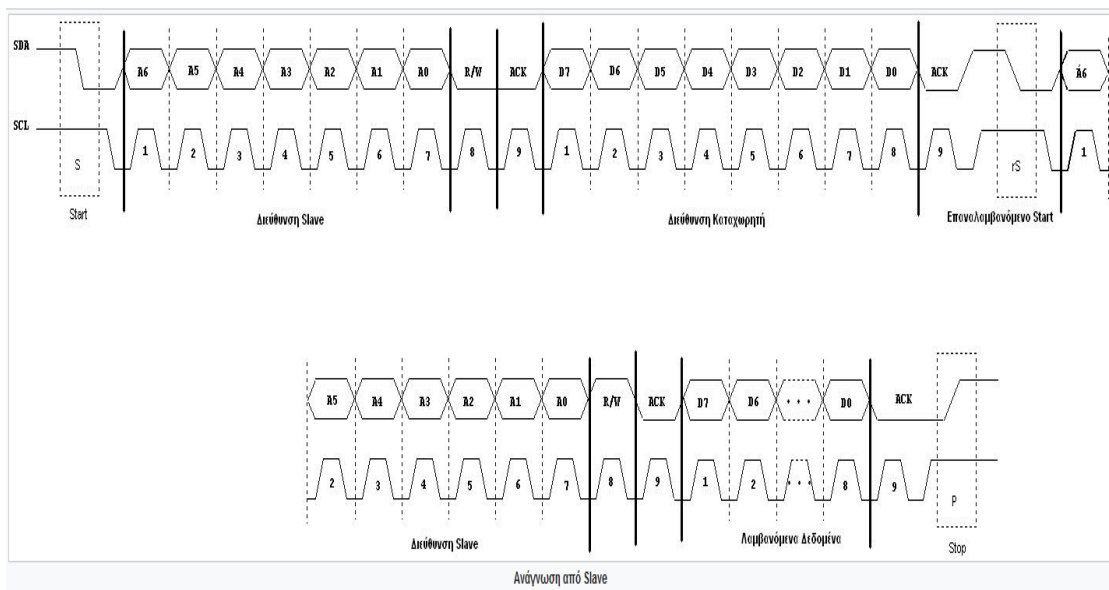 SDA
A6 A5 A4 A3 A2 A1 A0 R/W ACK D7 D6 D5 D4 D3 D2 D1 D0 ACK A6
SCL
1 2 3 4 5 6 7 8 9 1 2 3 4 5 6 7 8 9 1
S rS
Start Διεύθυνση Slave Διεύθυνση Καταχωρητή Επαναλαμβανόμενο Start
A5 A4 A3 A2 A1 A0 R/W ACK D7 D6 · · · D0 ACK
2 3 4 5 6 7 8 9 1 2 · · · 8 9
P
Διεύθυνση Slave Λαμβανόμενα Δεδομένα Stop
Ανάγνωση από Slave